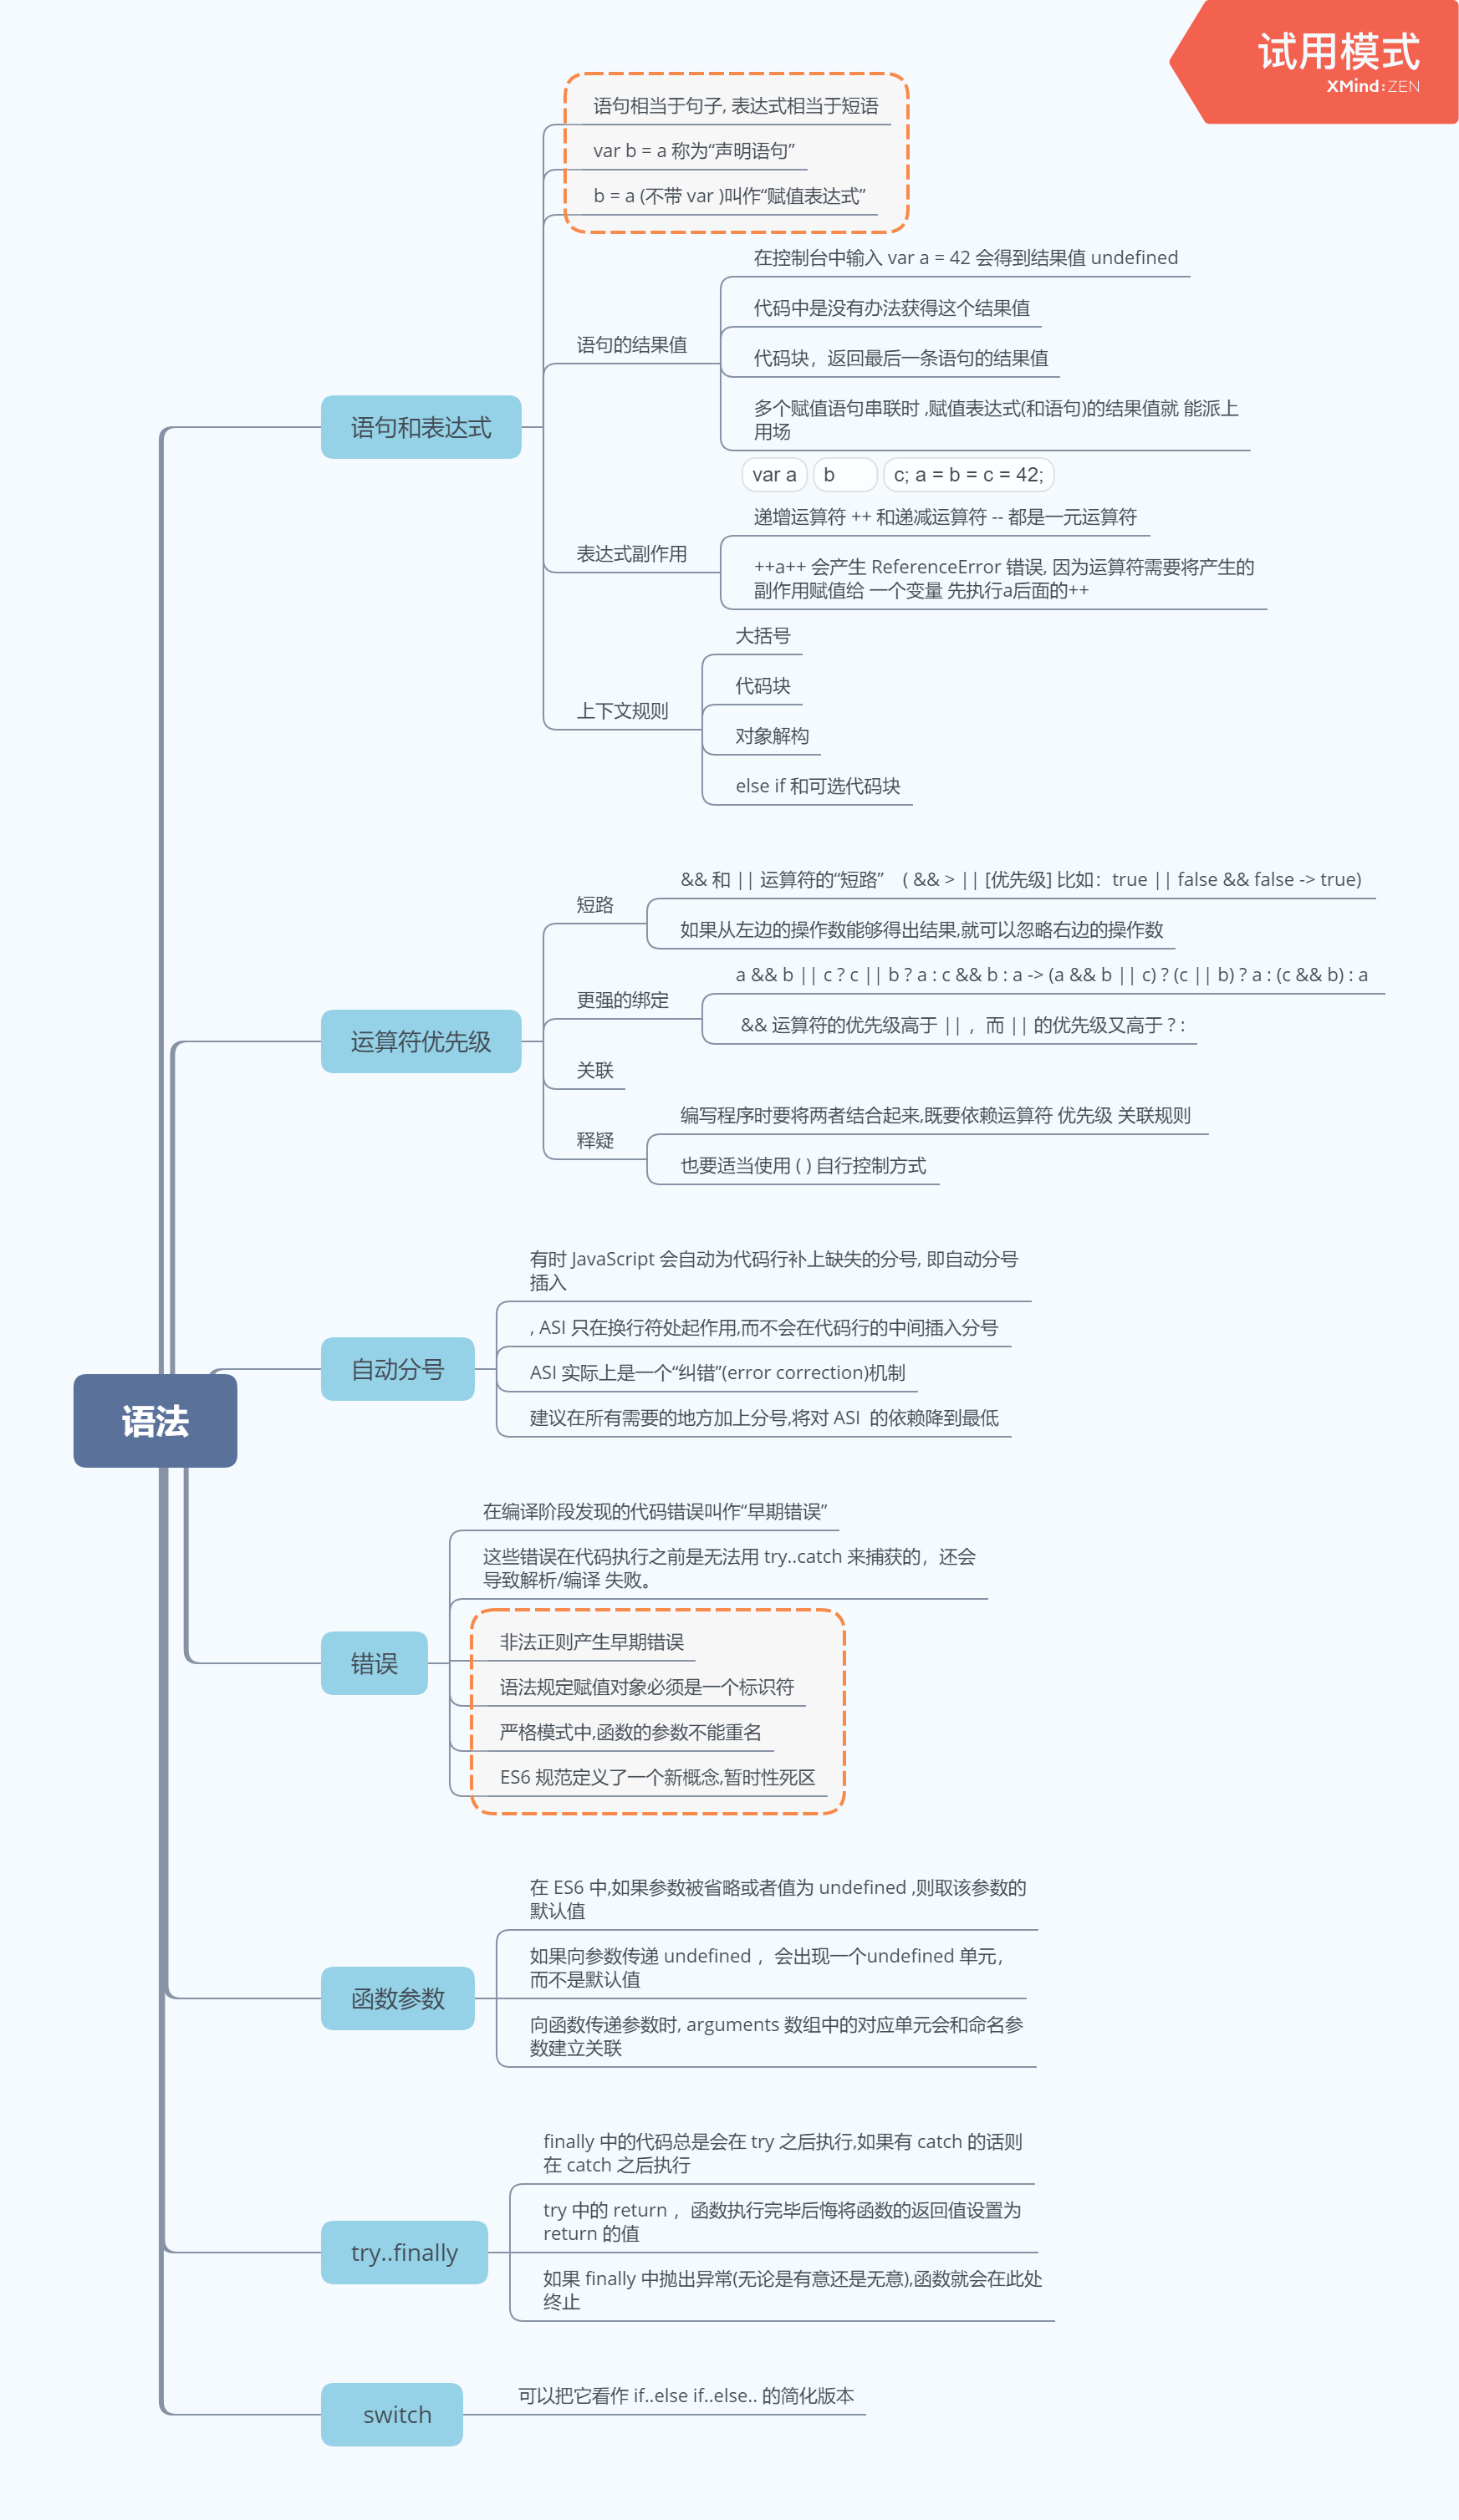 试用模式
XMind:ZEN
语句相当于句子, 表达式相当于短语
var b = a 称为“声明语句”
b = a (不带 var )叫作“赋值表达式”
在控制台中输入 var a = 42 会得到结果值 undefined
代码中是没有办法获得这个结果值
语句的结果值
代码块，返回最后一条语句的结果值
多个赋值语句串联时 ,赋值表达式(和语句)的结果值就 能派上
用场
语句和表达式
var a
b
c; a = b = c = 42;
递增运算符 ++ 和递减运算符 -- 都是一元运算符
表达式副作用
++a++ 会产生 ReferenceError 错误, 因为运算符需要将产生的
副作用赋值给 一个变量 先执行a后面的++
大括号
代码块
上下文规则
对象解构
else if 和可选代码块
&& 和 || 运算符的“短路” ( && > || [优先级] 比如：true || false && false -> true)
短路
如果从左边的操作数能够得出结果,就可以忽略右边的操作数
a && b || c ? c || b ? a : c && b : a -> (a && b || c) ? (c || b) ? a : (c && b) : a
更强的绑定
&& 运算符的优先级高于 || ，而 || 的优先级又高于 ? :
运算符优先级
关联
编写程序时要将两者结合起来,既要依赖运算符 优先级 关联规则
释疑
也要适当使用 ( ) 自行控制方式
有时 JavaScript 会自动为代码行补上缺失的分号, 即自动分号
插入
, ASI 只在换行符处起作用,而不会在代码行的中间插入分号
自动分号
ASI 实际上是一个“纠错”(error correction)机制
建议在所有需要的地方加上分号,将对 ASI 的依赖降到最低
语法
在编译阶段发现的代码错误叫作“早期错误”
这些错误在代码执行之前是无法用 try..catch 来捕获的，还会
导致解析/编译 失败。
非法正则产生早期错误
错误
语法规定赋值对象必须是一个标识符
严格模式中,函数的参数不能重名
ES6 规范定义了一个新概念,暂时性死区
在 ES6 中,如果参数被省略或者值为 undefined ,则取该参数的
默认值
如果向参数传递 undefined ，会出现一个undefined 单元，
而不是默认值
函数参数
向函数传递参数时, arguments 数组中的对应单元会和命名参
数建立关联
finally 中的代码总是会在 try 之后执行,如果有 catch 的话则
在 catch 之后执行
try 中的 return ，函数执行完毕后悔将函数的返回值设置为
return 的值
try..finally
如果 finally 中抛出异常(无论是有意还是无意),函数就会在此处
终止
可以把它看作 if..else if..else.. 的简化版本
switch